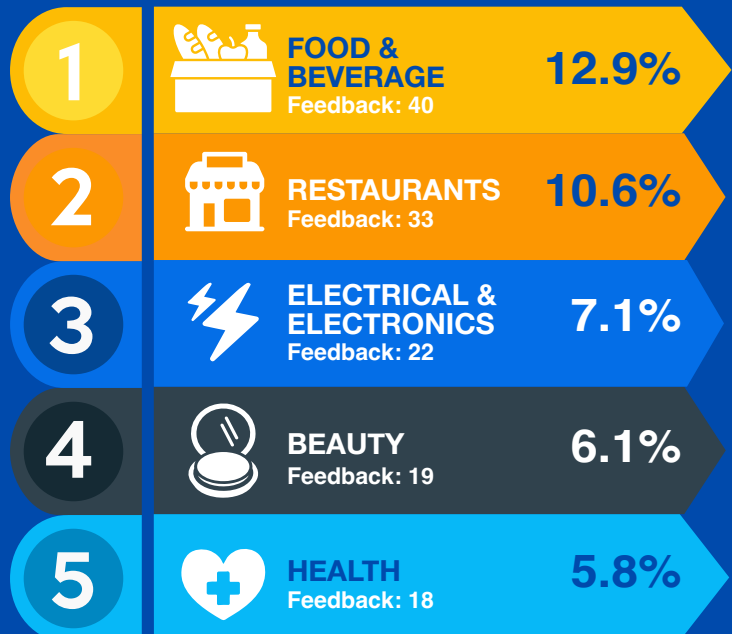 1
FOOD &
BEVERAGE
Feedback: 40
12.9%
2
RESTAURANTS
Feedback: 33
10.6%
3
ELECTRICAL &
ELECTRONICS
Feedback: 22
7.1%
4
BEAUTY
Feedback: 19
6.1%
5
HEALTH
Feedback: 18
5.8%